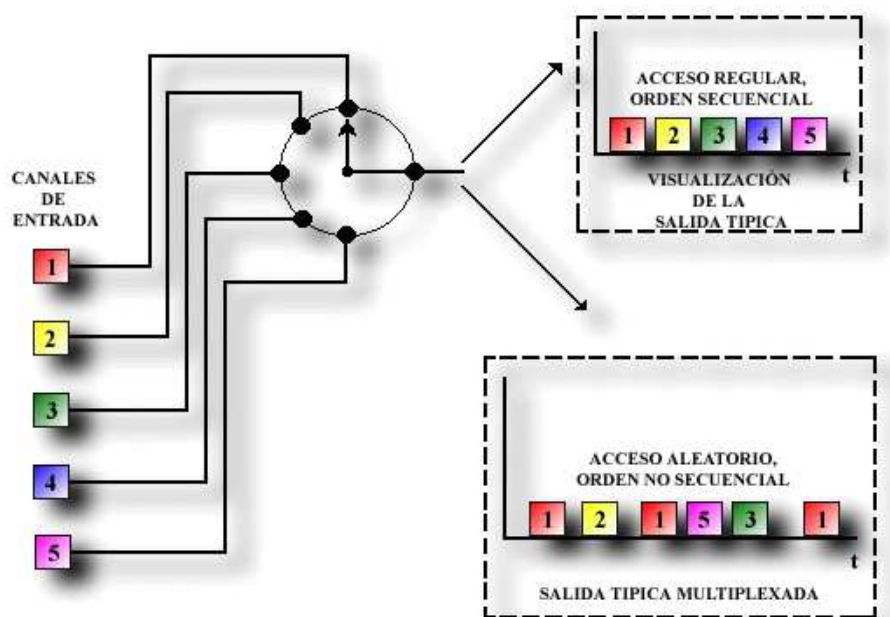 CANALES
DE
ENTRADA
1
2
3
4
5
ACCESO REGULAR,
ORDEN SECUENCIAL
1 2 3 4 5
t
VISUALIZACIÓN
DE LA
SALIDA TIPICA
ACCESO ALEATORIO,
ORDEN NO SECUENCIAL
1 2 1 5 3 1
t
SALIDA TIPICA MULTIPLEXADA